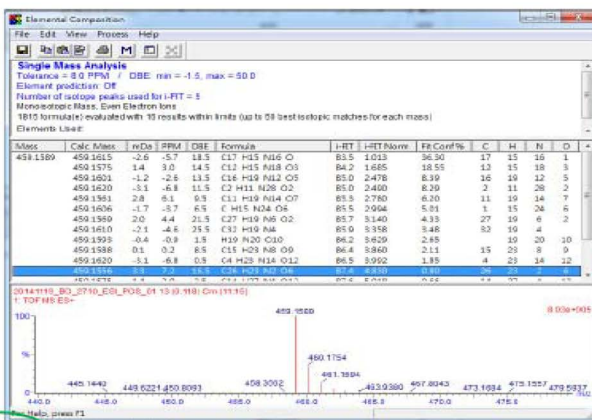 Elemental Composition
File Edit View Process Help
Single Mass Analysis
Tolerance = 8.0 PPM / DBE: min = -1.5, max = 50.0
Element prediction: Off
Number of isotope peaks used for i-FIT = 3
Monoisotopic Mass, Even Electron Ions
1815 formula(e) evaluated with 16 results within limits (up to 50 best isotopic matches for each mass)
Elements Used:
Mass Calc. Mass mDa PPM DBE Formula i-FIT i-FIT Norm Fit Conf % C H N O
459.1589 459.1615 -2.6 -5.7 18.5 C17 H15 N16 O 83.5 1.013 36.30 17 15 16 1
459.1575 1.4 3.0 14.5 C12 H15 N18 O3 84.2 1.685 18.55 12 15 18 3
459.1601 -1.2 -2.6 13.5 C16 H19 N12 O5 85.0 2.478 8.39 16 19 12 5
459.1620 -3.1 -6.8 11.5 C2 H11 N28 O2 85.0 2.490 8.29 2 11 28 2
459.1561 2.8 6.1 9.5 C11 H19 N14 O7 85.3 2.780 6.20 11 19 14 7
459.1606 -1.7 -3.7 6.5 C H15 N24 O6 85.5 2.994 5.01 1 15 24 6
459.1569 2.0 4.4 21.5 C27 H19 N6 O2 85.7 3.140 4.33 27 19 6 2
459.1610 -2.1 -4.6 25.5 C32 H19 N4 85.9 3.358 3.48 32 19 4
459.1593 -0.4 -0.9 1.5 H19 N20 O10 86.2 3.629 2.65 19 20 10
459.1588 0.1 0.2 8.5 C15 H23 N8 O9 86.4 3.860 2.11 15 23 8 9
459.1620 -3.1 -6.8 0.5 C4 H23 N14 O12 86.5 3.992 1.85 4 23 14 12
459.1556 3.3 7.2 16.5 C26 H23 N2 O6 87.4 4.830 0.80 26 23 2 6
20141119_BO_2710_ESI_POS_01 13 (0.118) Cm (11:15)
1: TOF MS ES+
8.03e+005
100
459.1589
%
460.1754
461.1594
445.1440 449.6221 450.8093 458.3002 463.9380 467.8043 473.1694 475.1557 479.5937
0
440.0 445.0 450.0 455.0 460.0 465.0 470.0 475.0 m/z
For Help, press F1